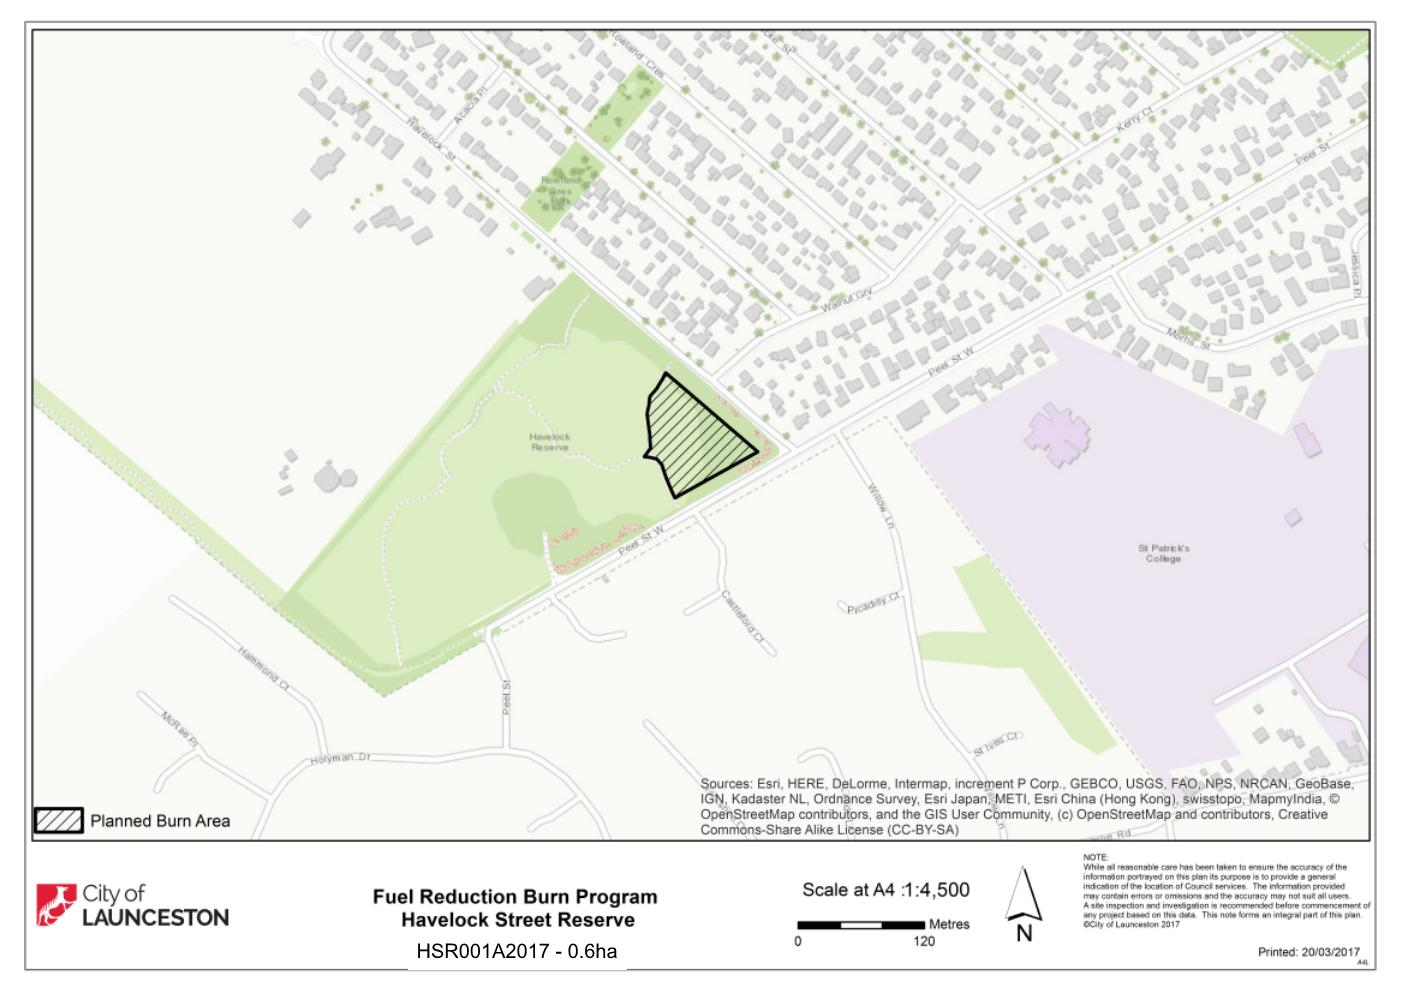 Rowland Cres
Acacia Pl
Havelock St
Kerry Ct
Peel St
Rowland
Cres
Park
Jessica Pl
Walnut Grv
Morris St
Peel St W
Havelock
Reserve
Willow Ln
Peel St W
St Patrick's
College
Castleford Ct
Picadilly Ct
Hammond Ct
Peel St
McRae Pl
St Ives Ct
Holyman Dr
Sources: Esri, HERE, DeLorme, Intermap, increment P Corp., GEBCO, USGS, FAO, NPS, NRCAN, GeoBase,
IGN, Kadaster NL, Ordnance Survey, Esri Japan, METI, Esri China (Hong Kong), swisstopo, MapmyIndia, ©
OpenStreetMap contributors, and the GIS User Community, (c) OpenStreetMap and contributors, Creative
Commons-Share Alike License (CC-BY-SA)
Planned Burn Area
City of
LAUNCESTON
Fuel Reduction Burn Program
Havelock Street Reserve
HSR001A2017 - 0.6ha
Scale at A4 :1:4,500
Metres
0 120
N
NOTE:
While all reasonable care has been taken to ensure the accuracy of the
information portrayed on this plan its purpose is to provide a general
indication of the location of Council services. The information provided
may contain errors or omissions and the accuracy may not suit all users.
A site inspection and investigation is recommended before commencement of
any project based on this data. This note forms an integral part of this plan.
©City of Launceston 2017
Printed: 20/03/2017
A4L